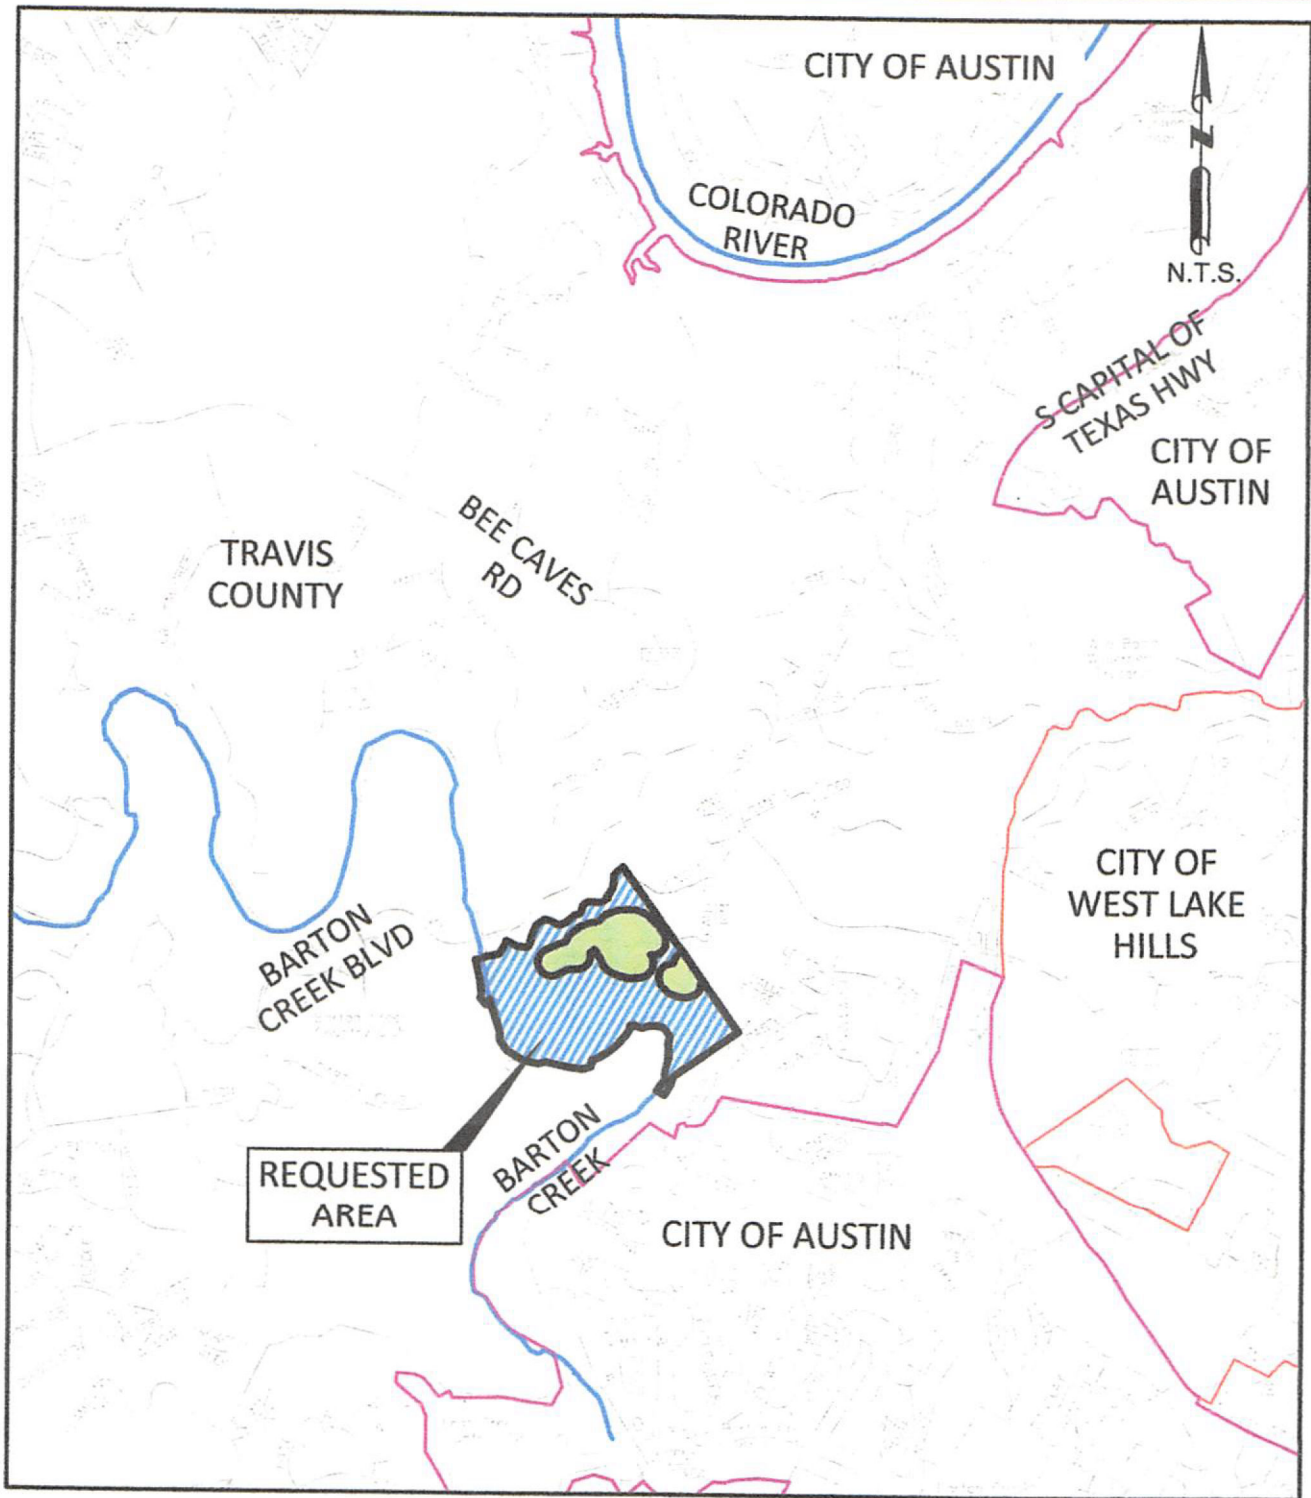 CITY OF AUSTIN
COLORADO
RIVER
N
N.T.S.
S CAPITAL OF
TEXAS HWY
CITY OF
AUSTIN
BEE CAVES
RD
TRAVIS
COUNTY
CITY OF
WEST LAKE
HILLS
BARTON
CREEK BLVD
REQUESTED
AREA
BARTON
CREEK
CITY OF AUSTIN